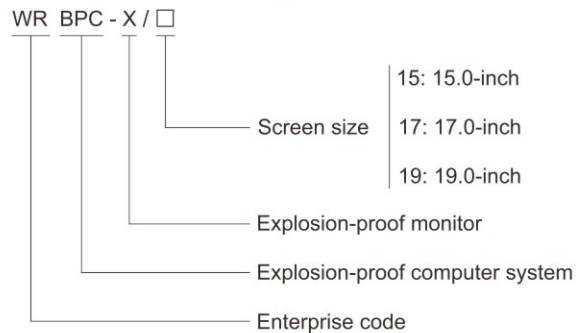 WR BPC - X / □
15: 15.0-inch
Screen size 17: 17.0-inch
19: 19.0-inch
Explosion-proof monitor
Explosion-proof computer system
Enterprise code